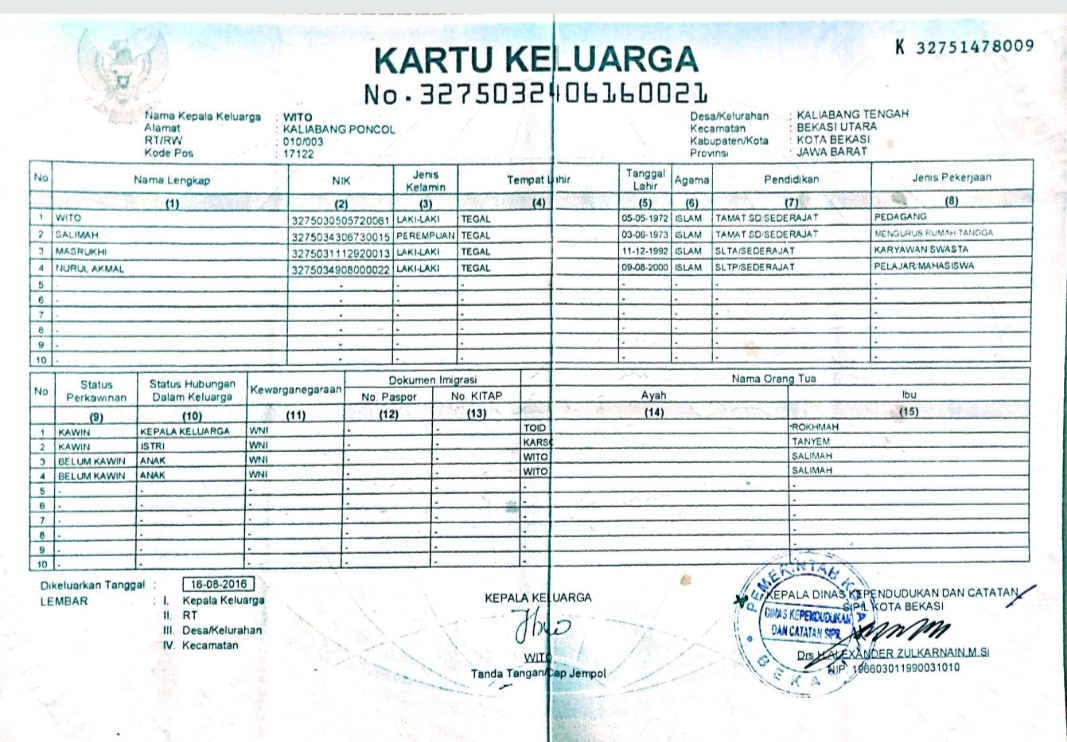 K 32751478009
KARTU KELUARGA
No. 3275032406160021
Nama Kepala Keluarga : WITO
Alamat : KALIABANG PONCOL
RT/RW : 010/003
Kode Pos : 17122
Desa/Kelurahan : KALIABANG TENGAH
Kecamatan : BEKASI UTARA
Kabupaten/Kota : KOTA BEKASI
Provinsi : JAWA BARAT
No Nama Lengkap NIK Jenis Kelamin Tempat Lahir Tanggal Lahir Agama Pendidikan Jenis Pekerjaan
(1) (2) (3) (4) (5) (6) (7) (8)
1 WITO 3275030505720061 LAKI-LAKI TEGAL 05-05-1972 ISLAM TAMAT SD/SEDERAJAT PEDAGANG
2 SALIMAH 3275034306730015 PEREMPUAN TEGAL 03-06-1973 ISLAM TAMAT SD/SEDERAJAT MENGURUS RUMAH TANGGA
3 MASRUKHI 3275031112920013 LAKI-LAKI TEGAL 11-12-1992 ISLAM SLTA/SEDERAJAT KARYAWAN SWASTA
4 NURUL AKMAL 3275034908000022 LAKI-LAKI TEGAL 09-08-2000 ISLAM SLTP/SEDERAJAT PELAJAR/MAHASISWA
5 - - - - - - - -
6 - - - - - - - -
7 - - - - - - - -
8 - - - - - - - -
9 - - - - - - - -
10 - - - - - - - -
No Status Perkawinan Status Hubungan Dalam Keluarga Kewarganegaraan Dokumen Imigrasi Nama Orang Tua
No. Paspor No. KITAP Ayah Ibu
(9) (10) (11) (12) (13) (14) (15)
1 KAWIN KEPALA KELUARGA WNI - - TOID ROKHMAH
2 KAWIN ISTRI WNI - - TANYEM
3 BELUM KAWIN ANAK WNI - - WITO SALIMAH
4 BELUM KAWIN ANAK WNI - - WITO SALIMAH
5 - - - - - - -
6 - - - - - - -
7 - - - - - - -
8 - - - - - - -
9 - - - - - - -
10 - - - - - - -
Dikeluarkan Tanggal : 16-08-2016
LEMBAR : I. Kepala Keluarga
II. RT
III. Desa/Kelurahan
IV. Kecamatan
KEPALA KELUARGA
WITO
Tanda Tangan/Cap Jempol
KEPALA DINAS KEPENDUDUKAN DAN CATATAN
SIPIL KOTA BEKASI
PEMERINTAH KOTA
DINAS KEPENDUDUKAN
DAN CATATAN SIPIL
BEKASI
Drs. H. ALEXANDER ZULKARNAIN,M.Si
NIP. 196603011990031010